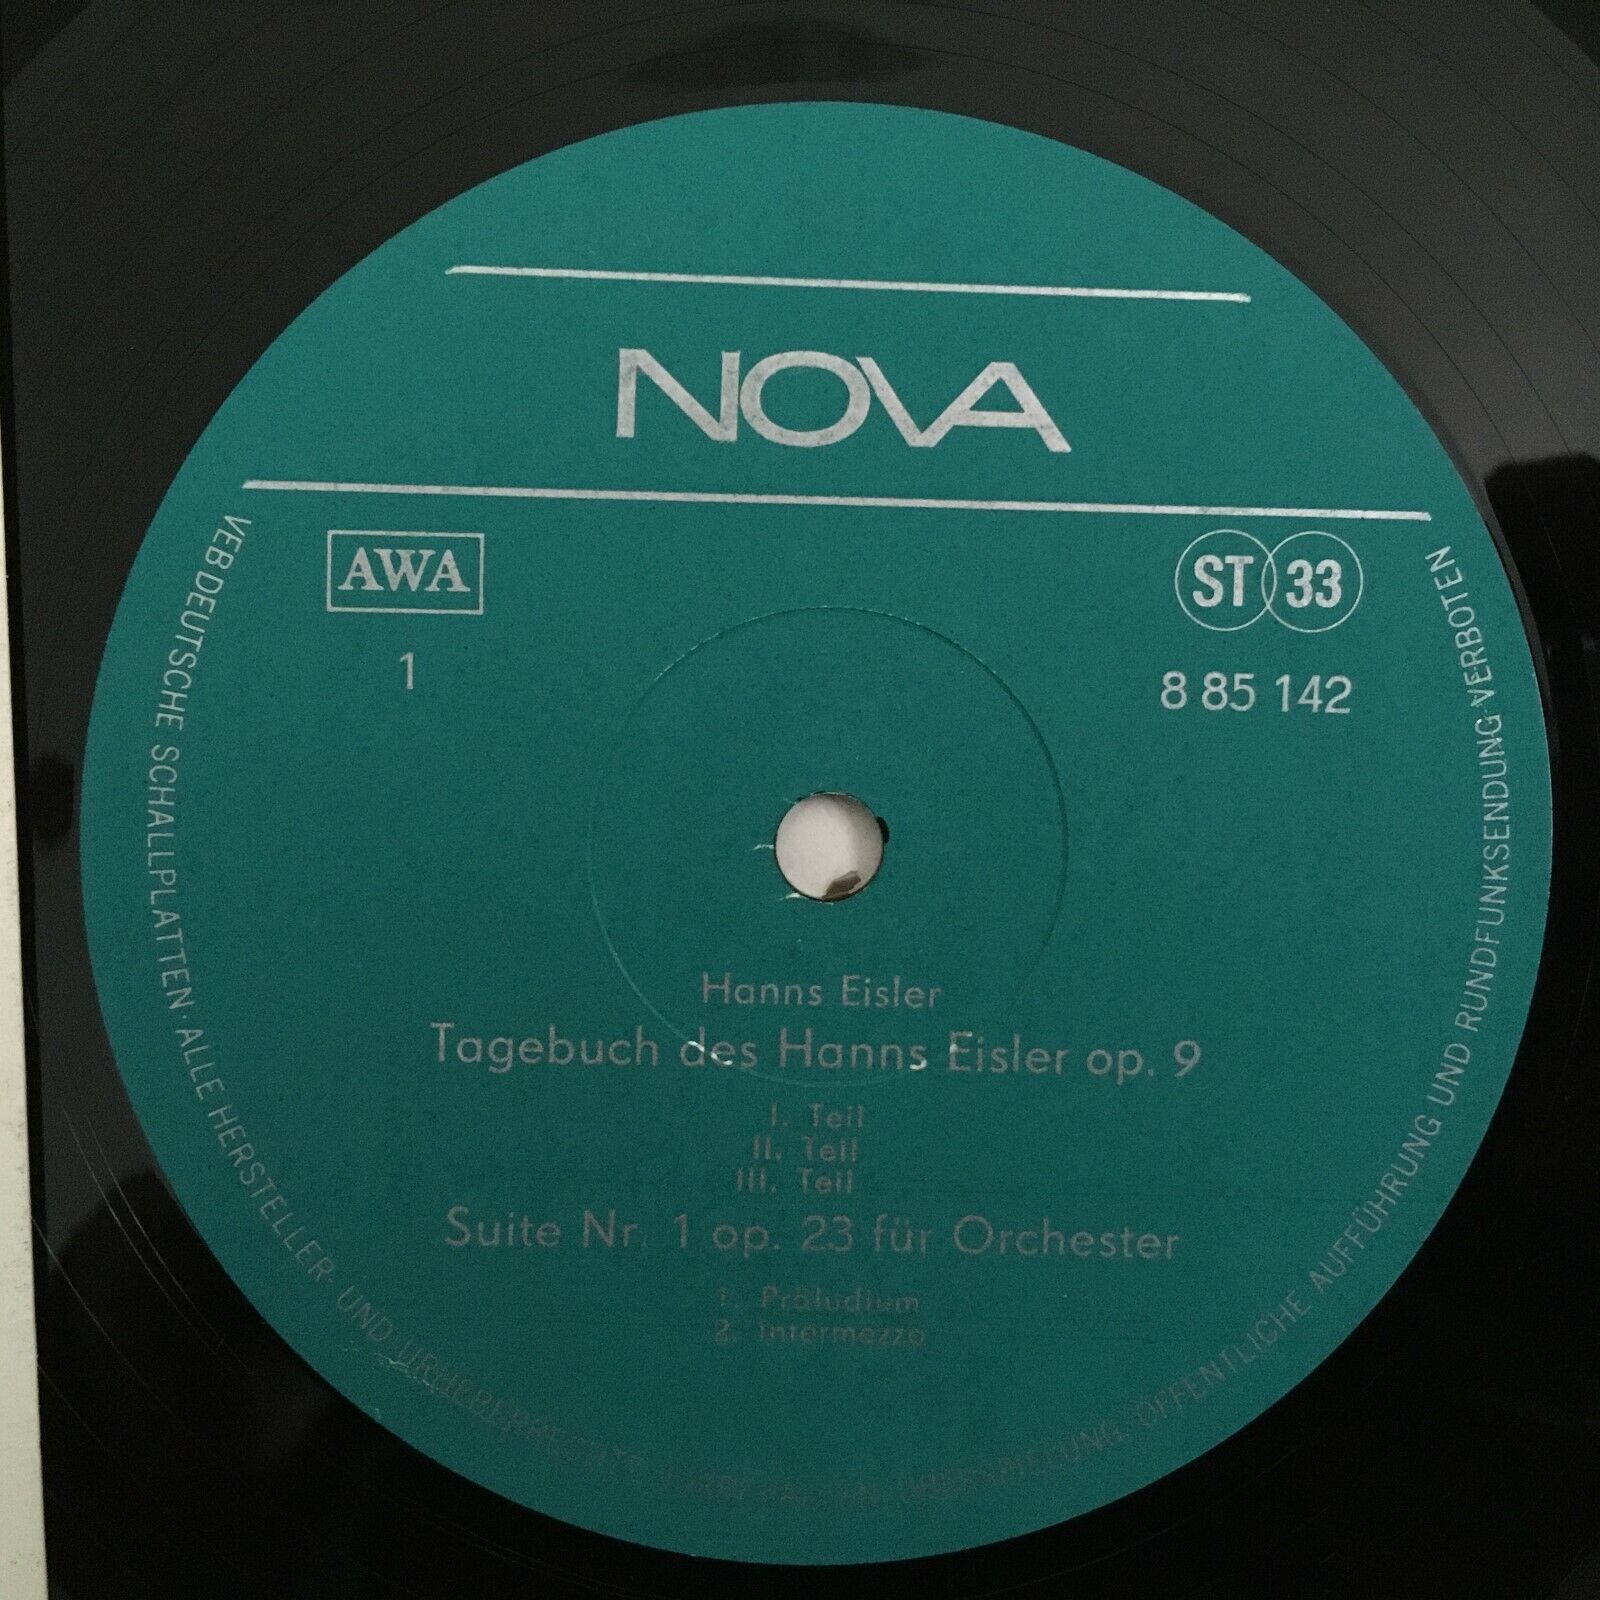 NOVA
AWA
ST 33
1
8 85 142
Hanns Eisler
Tagebuch des Hanns Eisler op. 9
I. Teil
II. Teil
III. Teil
Suite Nr. 1 op. 23 für Orchester
1. Präludium
2. Intermezzo
VEB DEUTSCHE SCHALLPLATTEN · ALLE HERSTELLER- UND URHEBERRECHTE VORBEHALTEN. ÖFFENTLICHE AUFFÜHRUNG UND RUNDFUNKSENDUNG VERBOTEN